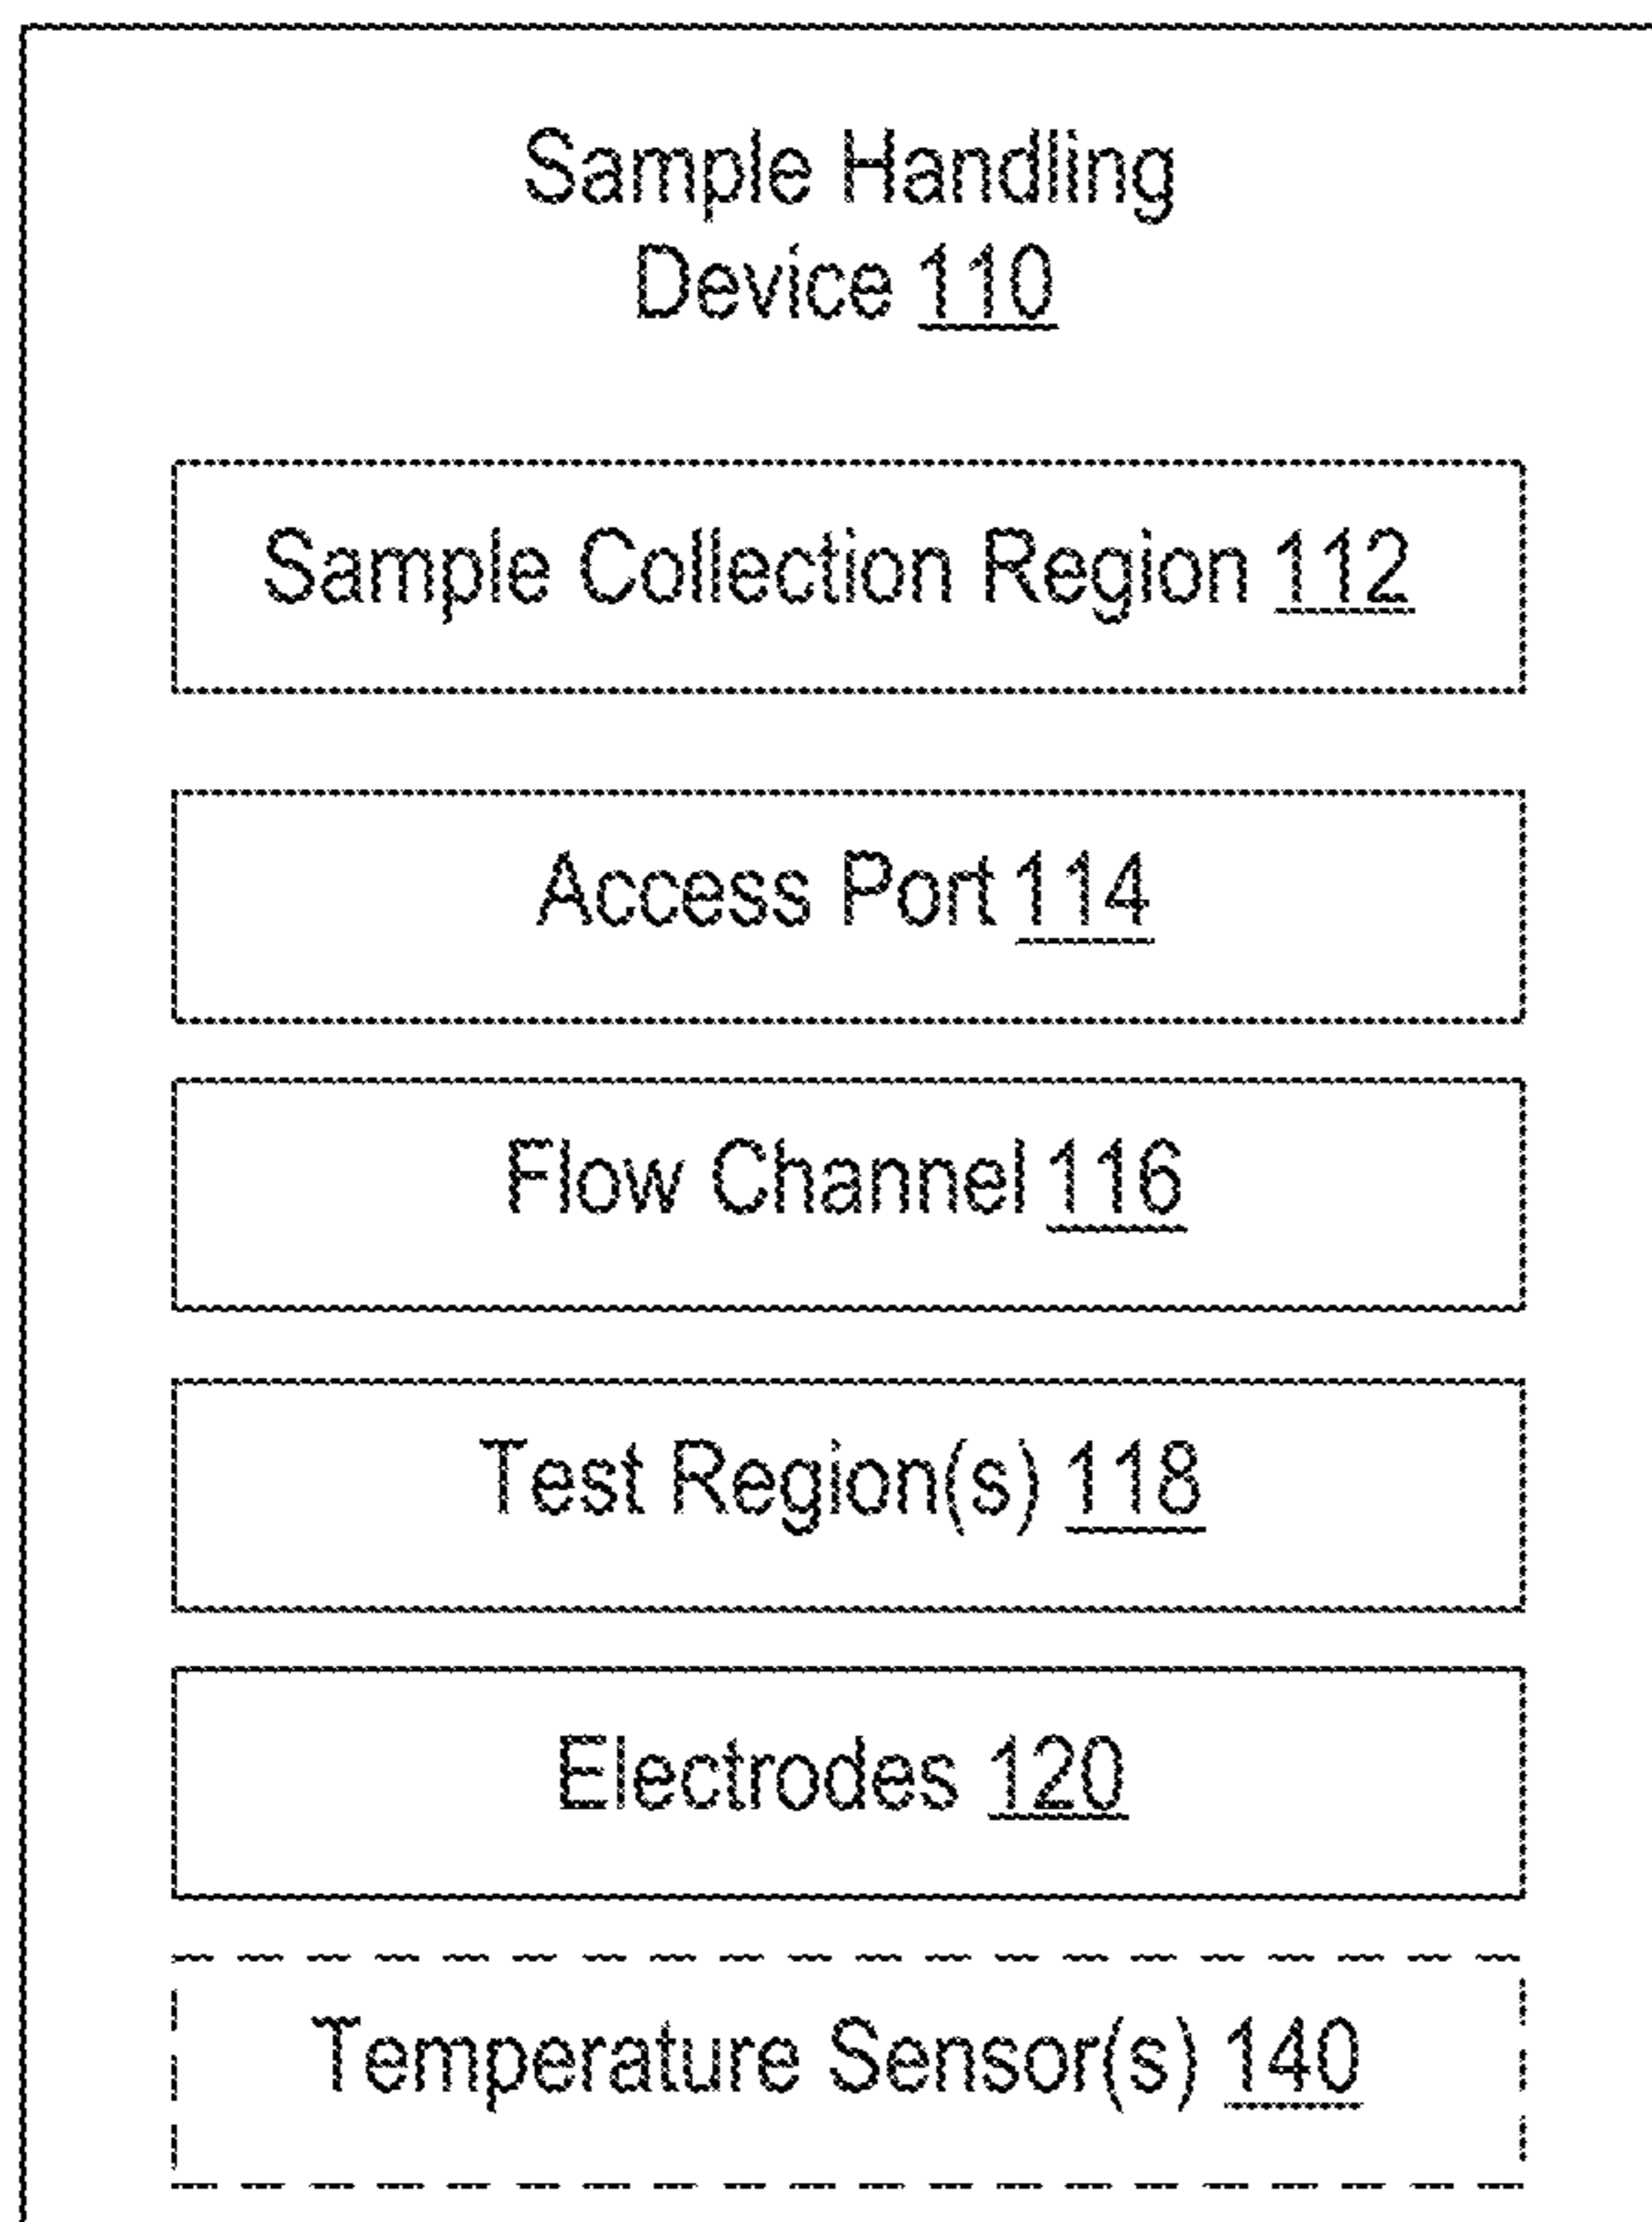 Sample Handling
Device 110
Sample Collection Region 112
Access Port 114
Flow Channel 116
Test Region(s) 118
Electrodes 120
Temperature Sensor(s) 140